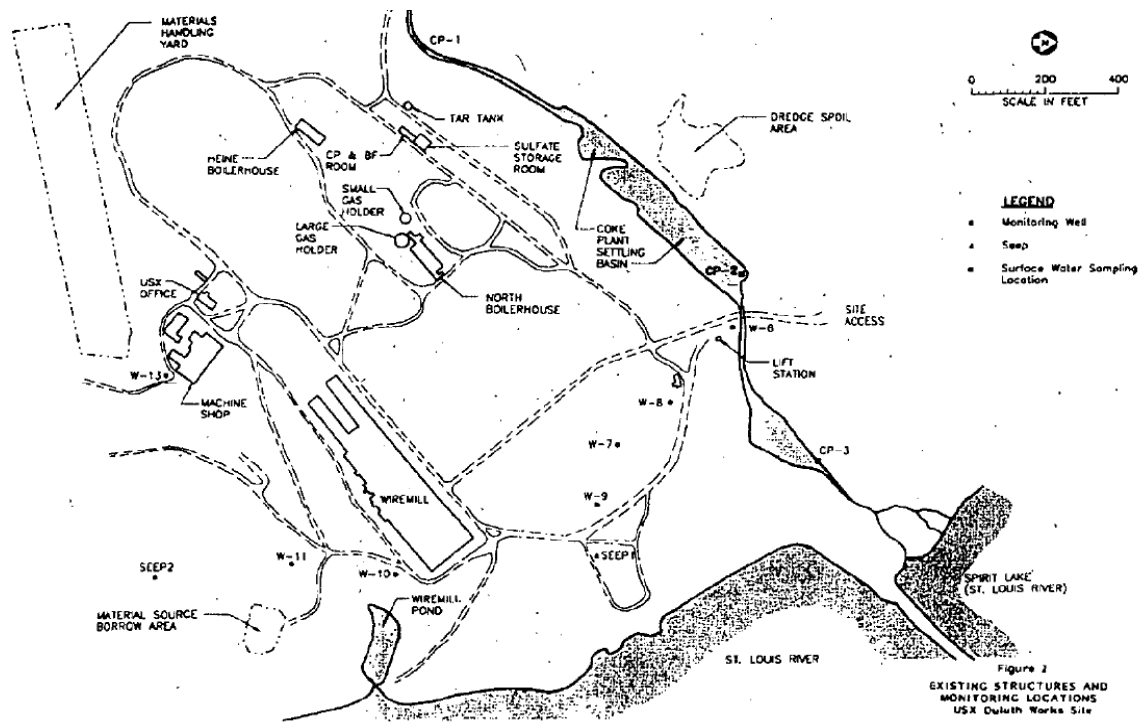 MATERIALS
HANDLING
YARD
CP-1
N
0 200 400
SCALE IN FEET
TAR TANK
DREDGE SPOIL
AREA
HEINE
BOILERHOUSE
CP & BF
ROOM
SULFATE
STORAGE
ROOM
SMALL
GAS
HOLDER
LARGE
GAS
HOLDER
COKE
PLANT
SETTLING
BASIN
LEGEND
Monitoring Well
Seep
Surface Water Sampling
Location
CP-2
USX
OFFICE
NORTH
BOILERHOUSE
SITE
ACCESS
W-6
LIFT
STATION
W-13
MACHINE
SHOP
W-8
W-7
CP-3
WIREMILL
W-9
SEEP1
SEEP2
W-11
W-10
SPIRIT LAKE
(ST. LOUIS RIVER)
MATERIAL SOURCE
BORROW AREA
WIREMILL
POND
ST. LOUIS RIVER
Figure 2
EXISTING STRUCTURES AND
MONITORING LOCATIONS
USX Duluth Works Site